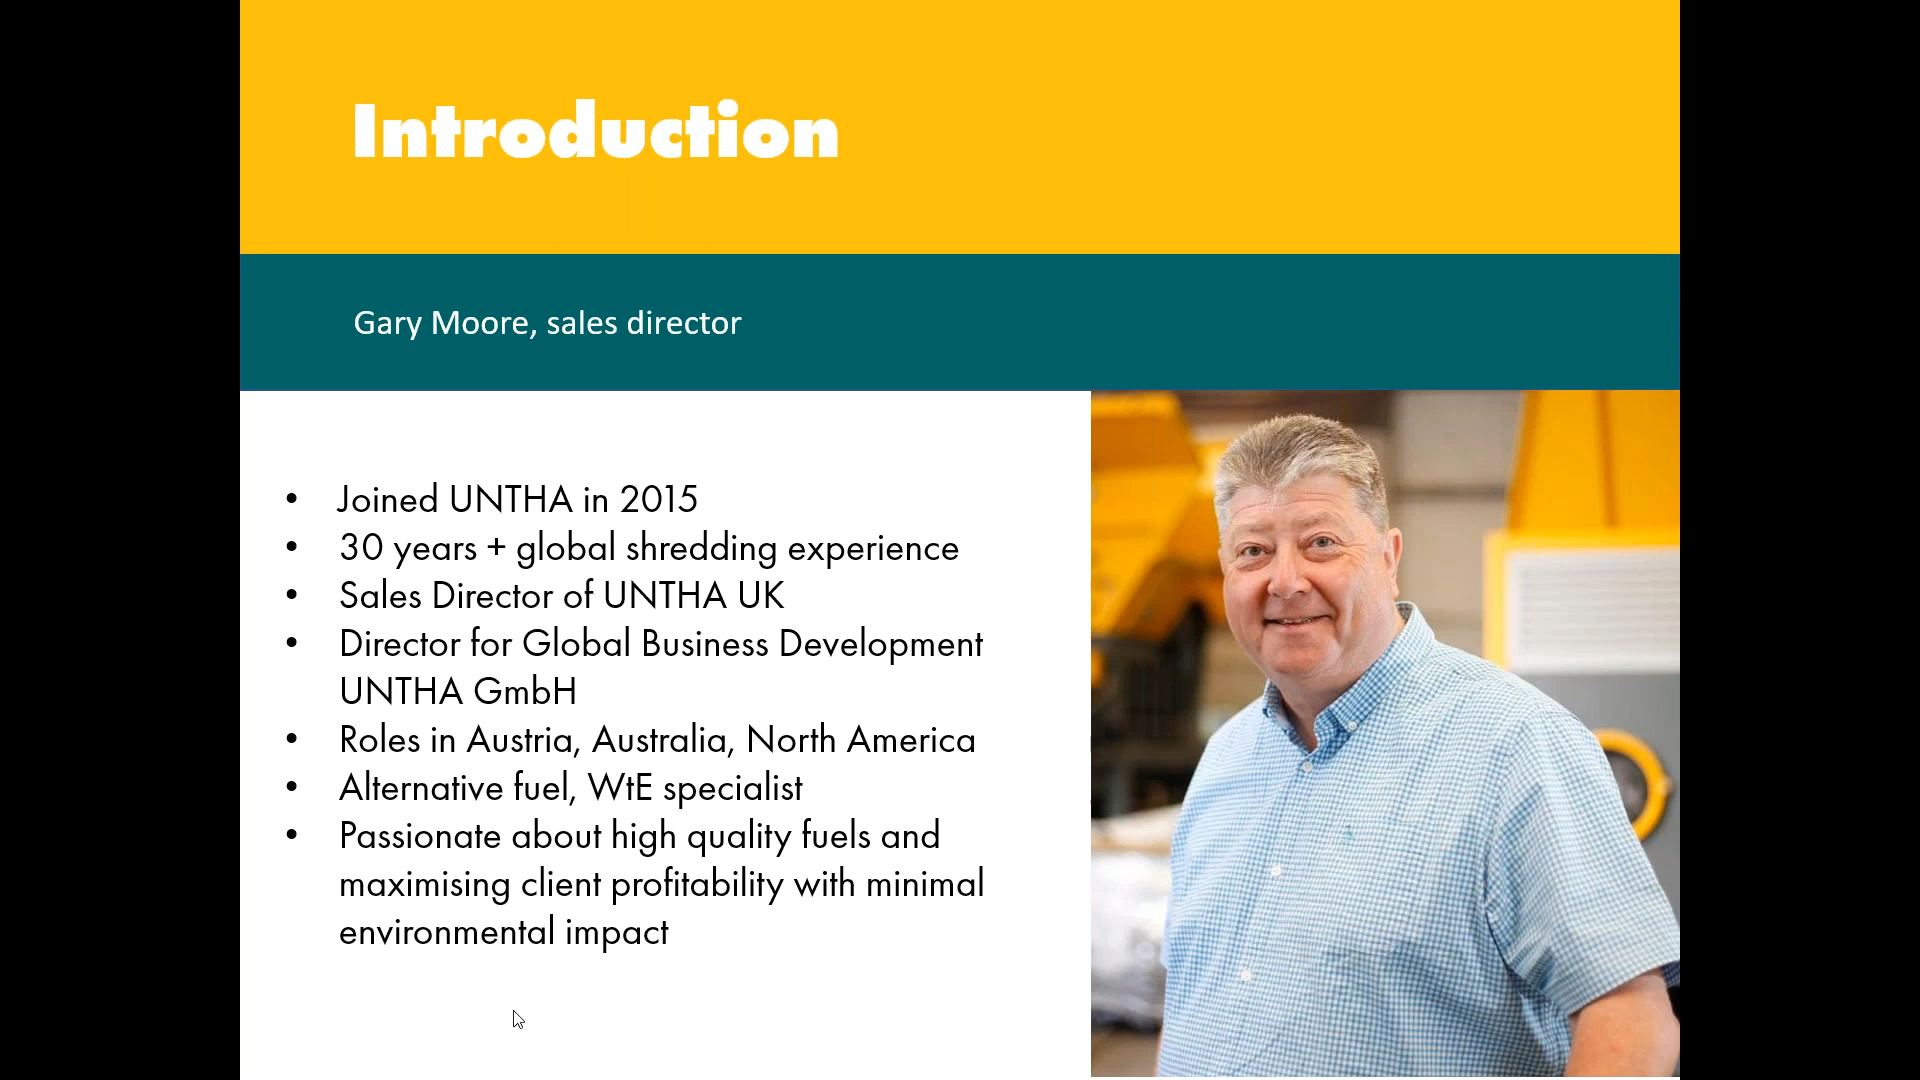 Introduction
Gary Moore, sales director
• Joined UNTHA in 2015
• 30 years + global shredding experience
• Sales Director of UNTHA UK
• Director for Global Business Development
UNTHA GmbH
• Roles in Austria, Australia, North America
• Alternative fuel, WtE specialist
• Passionate about high quality fuels and
maximising client profitability with minimal
environmental impact